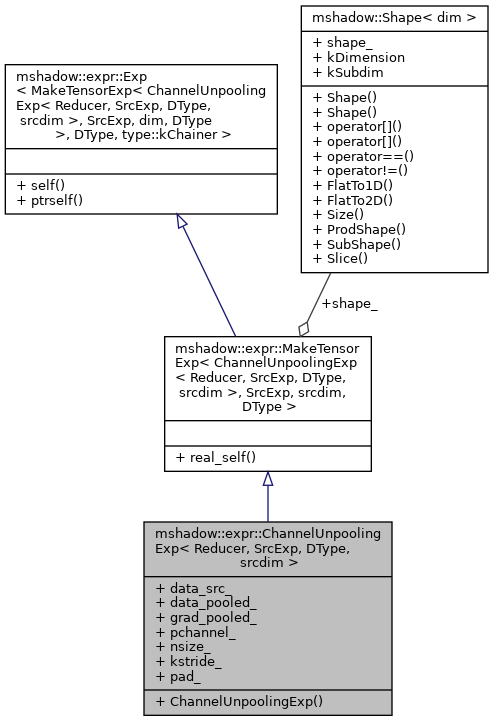 mshadow::Shape< dim >
+ shape_
+ kDimension
+ kSubdim
+ Shape()
+ Shape()
+ operator[]()
+ operator[]()
+ operator==()
+ operator!=()
+ FlatTo1D()
+ FlatTo2D()
+ Size()
+ ProdShape()
+ SubShape()
+ Slice()
mshadow::expr::Exp
< MakeTensorExp< ChannelUnpooling
Exp< Reducer, SrcExp, DType,
srcdim >, SrcExp, dim, DType
>, DType, type::kChainer >
+ self()
+ ptrself()
+shape_
mshadow::expr::MakeTensor
Exp< ChannelUnpoolingExp
< Reducer, SrcExp, DType,
srcdim >, SrcExp, srcdim,
DType >
+ real_self()
mshadow::expr::ChannelUnpooling
Exp< Reducer, SrcExp, DType,
srcdim >
+ data_src_
+ data_pooled_
+ grad_pooled_
+ pchannel_
+ nsize_
+ kstride_
+ pad_
+ ChannelUnpoolingExp()